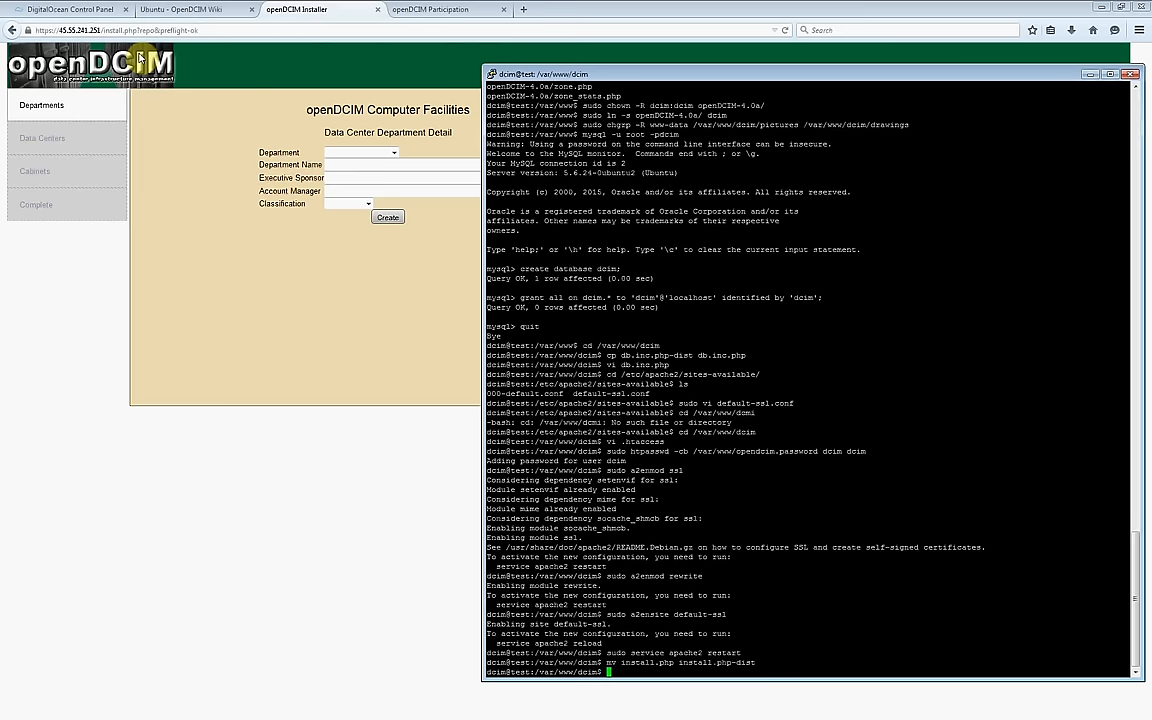 DigitalOcean Control Panel
Ubuntu - OpenDCIM Wiki
openDCIM Installer
openDCIM Participation
https://45.55.241.251/install.php?repo&preflight-ok
Search
openDCIM
data center infrastructure management
Departments
Data Centers
Cabinets
Complete
openDCIM Computer Facilities
Data Center Department Detail
Department
Department Name
Executive Sponsor
Account Manager
Classification
Create
dcim@test: /var/www/dcim
openDCIM-4.0a/zone.php
openDCIM-4.0a/zone_stats.php
dcim@test:/var/www$ sudo chown -R dcim:dcim openDCIM-4.0a/
dcim@test:/var/www$ sudo ln -s openDCIM-4.0a/ dcim
dcim@test:/var/www$ sudo chgrp -R www-data /var/www/dcim/pictures /var/www/dcim/drawings
dcim@test:/var/www$ mysql -u root -pdcim
Warning: Using a password on the command line interface can be insecure.
Welcome to the MySQL monitor.  Commands end with ; or \g.
Your MySQL connection id is 2
Server version: 5.6.24-0ubuntu2 (Ubuntu)
Copyright (c) 2000, 2015, Oracle and/or its affiliates. All rights reserved.
Oracle is a registered trademark of Oracle Corporation and/or its
affiliates. Other names may be trademarks of their respective
owners.
Type 'help;' or '\h' for help. Type '\c' to clear the current input statement.
mysql> create database dcim;
Query OK, 1 row affected (0.00 sec)
mysql> grant all on dcim.* to 'dcim'@'localhost' identified by 'dcim';
Query OK, 0 rows affected (0.00 sec)
mysql> quit
Bye
dcim@test:/var/www$ cd /var/www/dcim
dcim@test:/var/www/dcim$ cp db.inc.php-dist db.inc.php
dcim@test:/var/www/dcim$ vi db.inc.php
dcim@test:/var/www/dcim$ cd /etc/apache2/sites-available/
dcim@test:/etc/apache2/sites-available$ ls
000-default.conf  default-ssl.conf
dcim@test:/etc/apache2/sites-available$ sudo vi default-ssl.conf
dcim@test:/etc/apache2/sites-available$ cd /var/www/dcmi
-bash: cd: /var/www/dcmi: No such file or directory
dcim@test:/etc/apache2/sites-available$ cd /var/www/dcim
dcim@test:/var/www/dcim$ vi .htaccess
dcim@test:/var/www/dcim$ sudo htpasswd -cb /var/www/opendcim.password dcim dcim
Adding password for user dcim
dcim@test:/var/www/dcim$ sudo a2enmod ssl
Considering dependency setenvif for ssl:
Module setenvif already enabled
Considering dependency mime for ssl:
Module mime already enabled
Considering dependency socache_shmcb for ssl:
Enabling module socache_shmcb.
Enabling module ssl.
See /usr/share/doc/apache2/README.Debian.gz on how to configure SSL and create self-signed certificates.
To activate the new configuration, you need to run:
service apache2 restart
dcim@test:/var/www/dcim$ sudo a2enmod rewrite
Enabling module rewrite.
To activate the new configuration, you need to run:
service apache2 restart
dcim@test:/var/www/dcim$ sudo a2ensite default-ssl
Enabling site default-ssl.
To activate the new configuration, you need to run:
service apache2 reload
dcim@test:/var/www/dcim$ sudo service apache2 restart
dcim@test:/var/www/dcim$ mv install.php install.php-dist
dcim@test:/var/www/dcim$